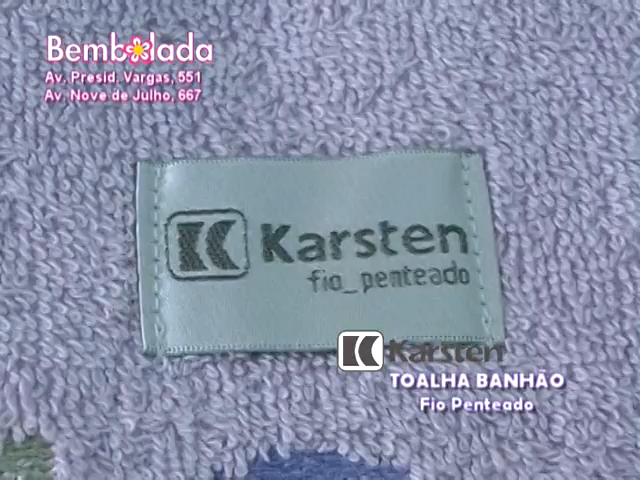 Bembolada
Av. Presid. Vargas, 551
Av. Nove de Julho, 667
Karsten
fio_penteado
Karsten
TOALHA BANHÃO
Fio Penteado